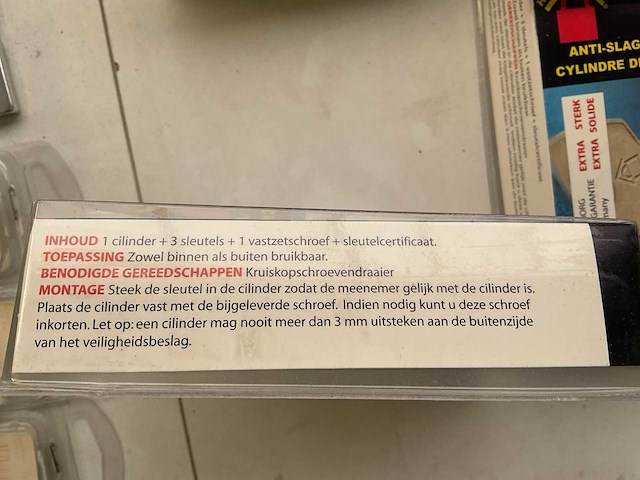 INHOUD 1 cilinder + 3 sleutels + 1 vastzetschroef + sleutelcertificaat.
TOEPASSING Zowel binnen als buiten bruikbaar.
BENODIGDE GEREEDSCHAPPEN Kruiskopschroevendraaier
MONTAGE Steek de sleutel in de cilinder zodat de meenemer gelijk met de cilinder is.
Plaats de cilinder vast met de bijgeleverde schroef. Indien nodig kunt u deze schroef
inkorten. Let op: een cilinder mag nooit meer dan 3 mm uitsteken aan de buitenzijde
van het veiligheidsbeslag.
ANTI-SLAG
CYLINDRE
EXTRA STERK
EXTRA SOLIDE
GARANTIE